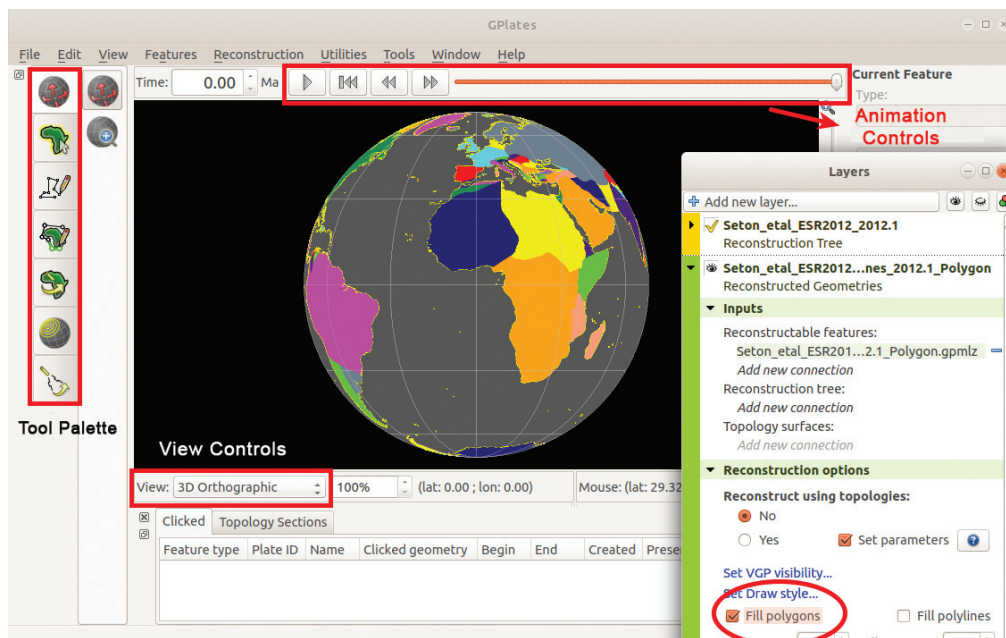 GPlates
File Edit View Features Reconstruction Utilities Tools Window Help
Time: 0.00 Ma
Current Feature
Type:
Animation
Controls
Layers
Add new layer...
Seton_etal_ESR2012_2012.1
Reconstruction Tree
Seton_etal_ESR2012...nes_2012.1_Polygon
Reconstructed Geometries
Inputs
Reconstructable features:
Seton_etal_ESR201...2.1_Polygon.gpmlz
Add new connection
Reconstruction tree:
Add new connection
Topology surfaces:
Add new connection
Reconstruction options
Reconstruct using topologies:
No
Yes Set parameters ?
Set VGP visibility...
Set Draw style...
Fill polygons Fill polylines
Tool Palette
View Controls
View: 3D Orthographic 100% (lat: 0.00 ; lon: 0.00) Mouse: (lat: 29.32
Clicked Topology Sections
Feature type Plate ID Name Clicked geometry Begin End Created Prese